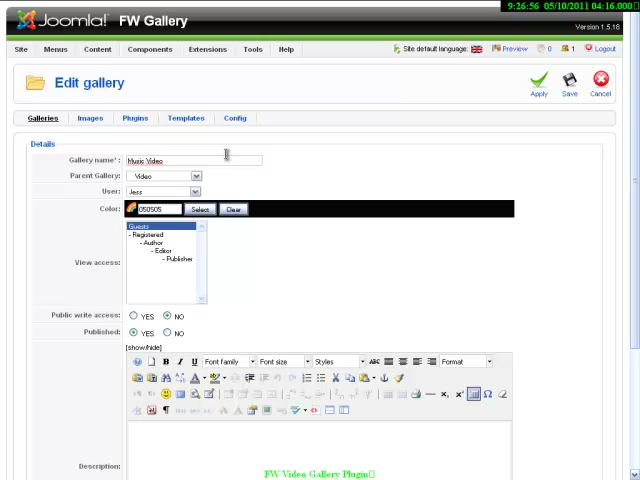 9:26:56 05/10/2011 04:16.000
Joomla! FW Gallery
Version 1.5.18
Site Menus Content Components Extensions Tools Help Site default language: Preview 0 1 Logout
Edit gallery
Apply Save Cancel
Galleries Images Plugins Templates Config
Details
Gallery name*: Music Video
Parent Gallery: Video
User: Jess
Color: 050505 Select Clear
Guests
- Registered
- Author
- Editor
- Publisher
View access:
Public write access: YES NO
Published: YES NO
[show/hide]
B I U Font family Font size Styles ABC Format
Description:
FW Video Gallery Plugin